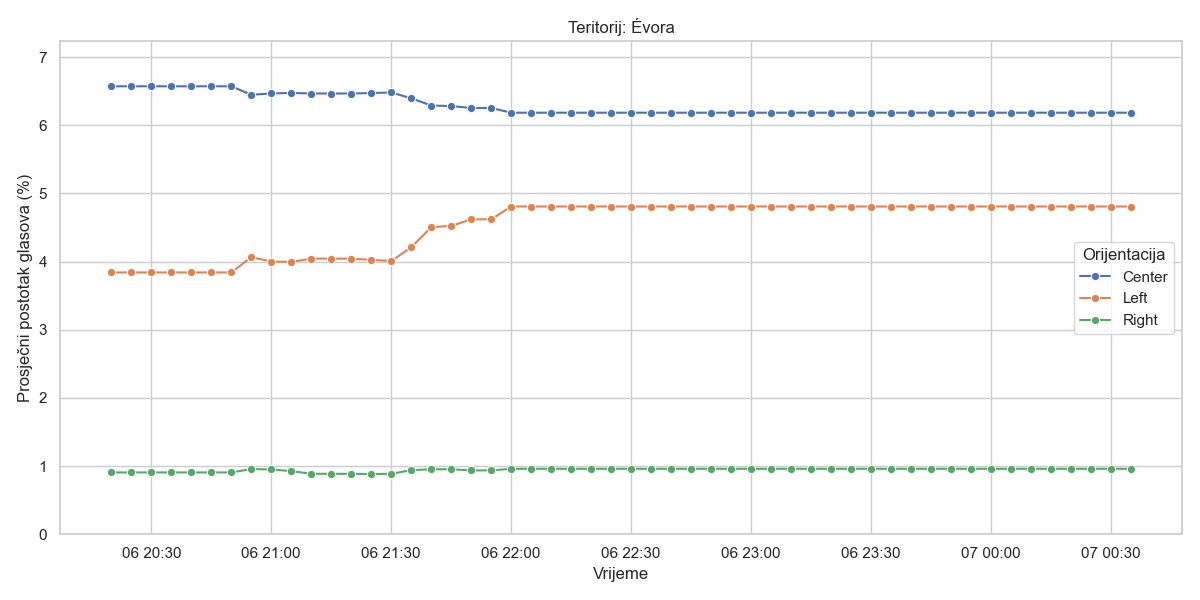 Teritorij: Évora
Prosječni postotak glasova (%)
7
6
5
4
3
2
1
0
Orijentacija
Center
Left
Right
06 20:30
06 21:00
06 21:30
06 22:00
06 22:30
06 23:00
06 23:30
07 00:00
07 00:30
Vrijeme